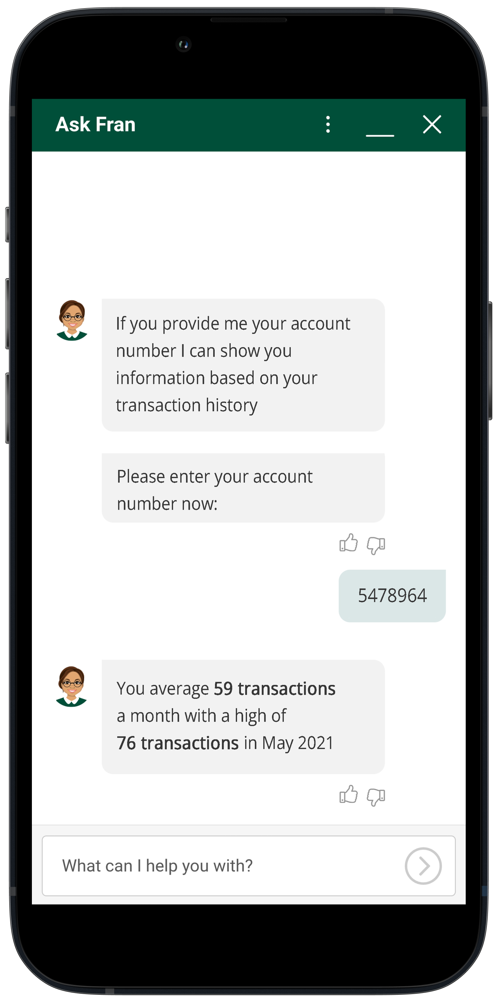 Ask Fran
If you provide me your account
number I can show you
information based on your
transaction history
Please enter your account
number now:
5478964
You average 59 transactions
a month with a high of
76 transactions in May 2021
What can I help you with?